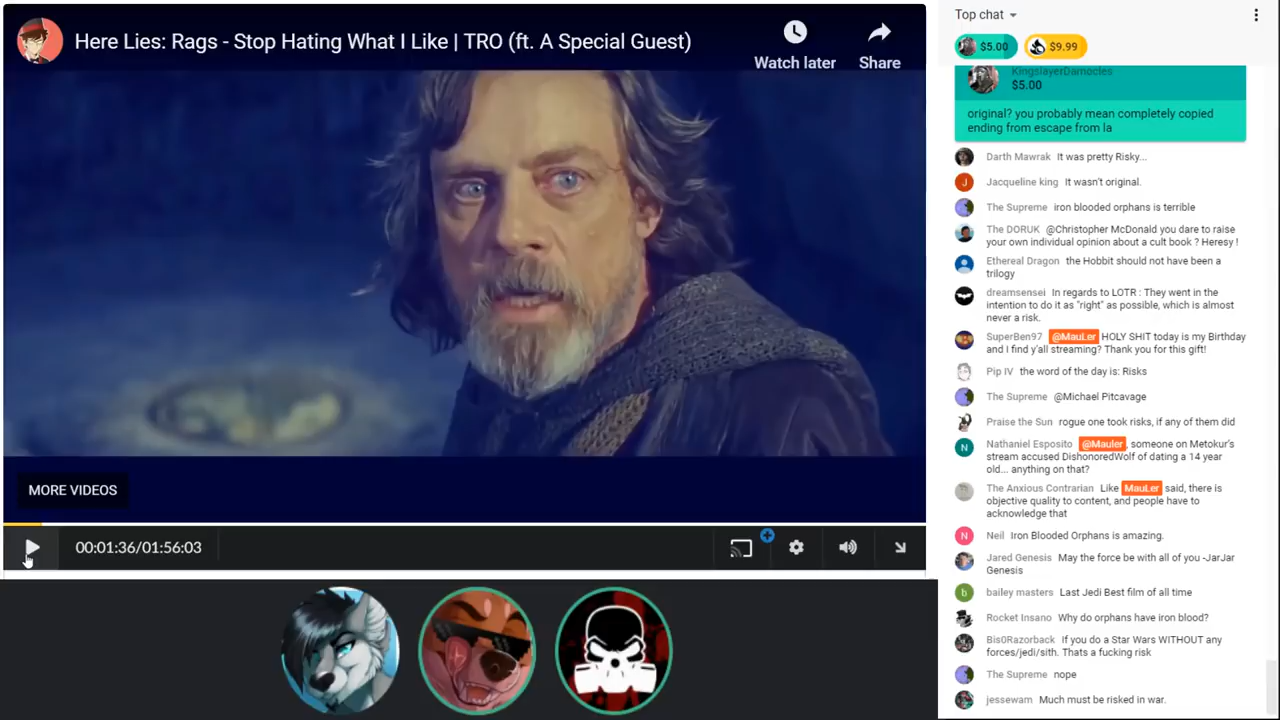 Here Lies: Rags - Stop Hating What I Like | TRO (ft. A Special Guest)
Watch later
Share
MORE VIDEOS
00:01:36/01:56:03
Top chat
$5.00
$9.99
KingslayerDamocles
$5.00
original? you probably mean completely copied
ending from escape from la
Darth Mawrak It was pretty Risky...
J
Jacqueline king It wasn't original.
The Supreme iron blooded orphans is terrible
The DORUK @Christopher McDonald you dare to raise
your own individual opinion about a cult book ? Heresy !
Ethereal Dragon the Hobbit should not have been a
trilogy
dreamsensei In regards to LOTR : They went in the
intention to do it as "right" as possible, which is almost
never a risk.
SuperBen97 @MauLer HOLY SHIT today is my Birthday
and I find y'all streaming? Thank you for this gift!
Pip IV the word of the day is: Risks
The Supreme @Michael Pitcavage
Praise the Sun rogue one took risks, if any of them did
N
Nathaniel Esposito @Mauler, someone on Metokur's
stream accused DishonoredWolf of dating a 14 year
old... anything on that?
The Anxious Contrarian Like MauLer said, there is
objective quality to content, and people have to
acknowledge that
N
Neil Iron Blooded Orphans is amazing.
Jared Genesis May the force be with all of you -JarJar
Genesis
b
bailey masters Last Jedi Best film of all time
Rocket Insano Why do orphans have iron blood?
Bis0Razorback If you do a Star Wars WITHOUT any
forces/jedi/sith. Thats a fucking risk
The Supreme nope
jessewam Much must be risked in war.